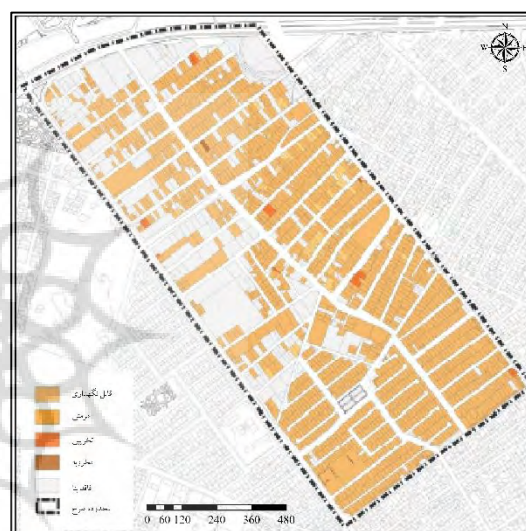 N
W E
S
قابل نگهداری
مرمتی
تخریبی
مخروبه
فاقد بنا
محدوده طرح
0 60 120 240 360 480